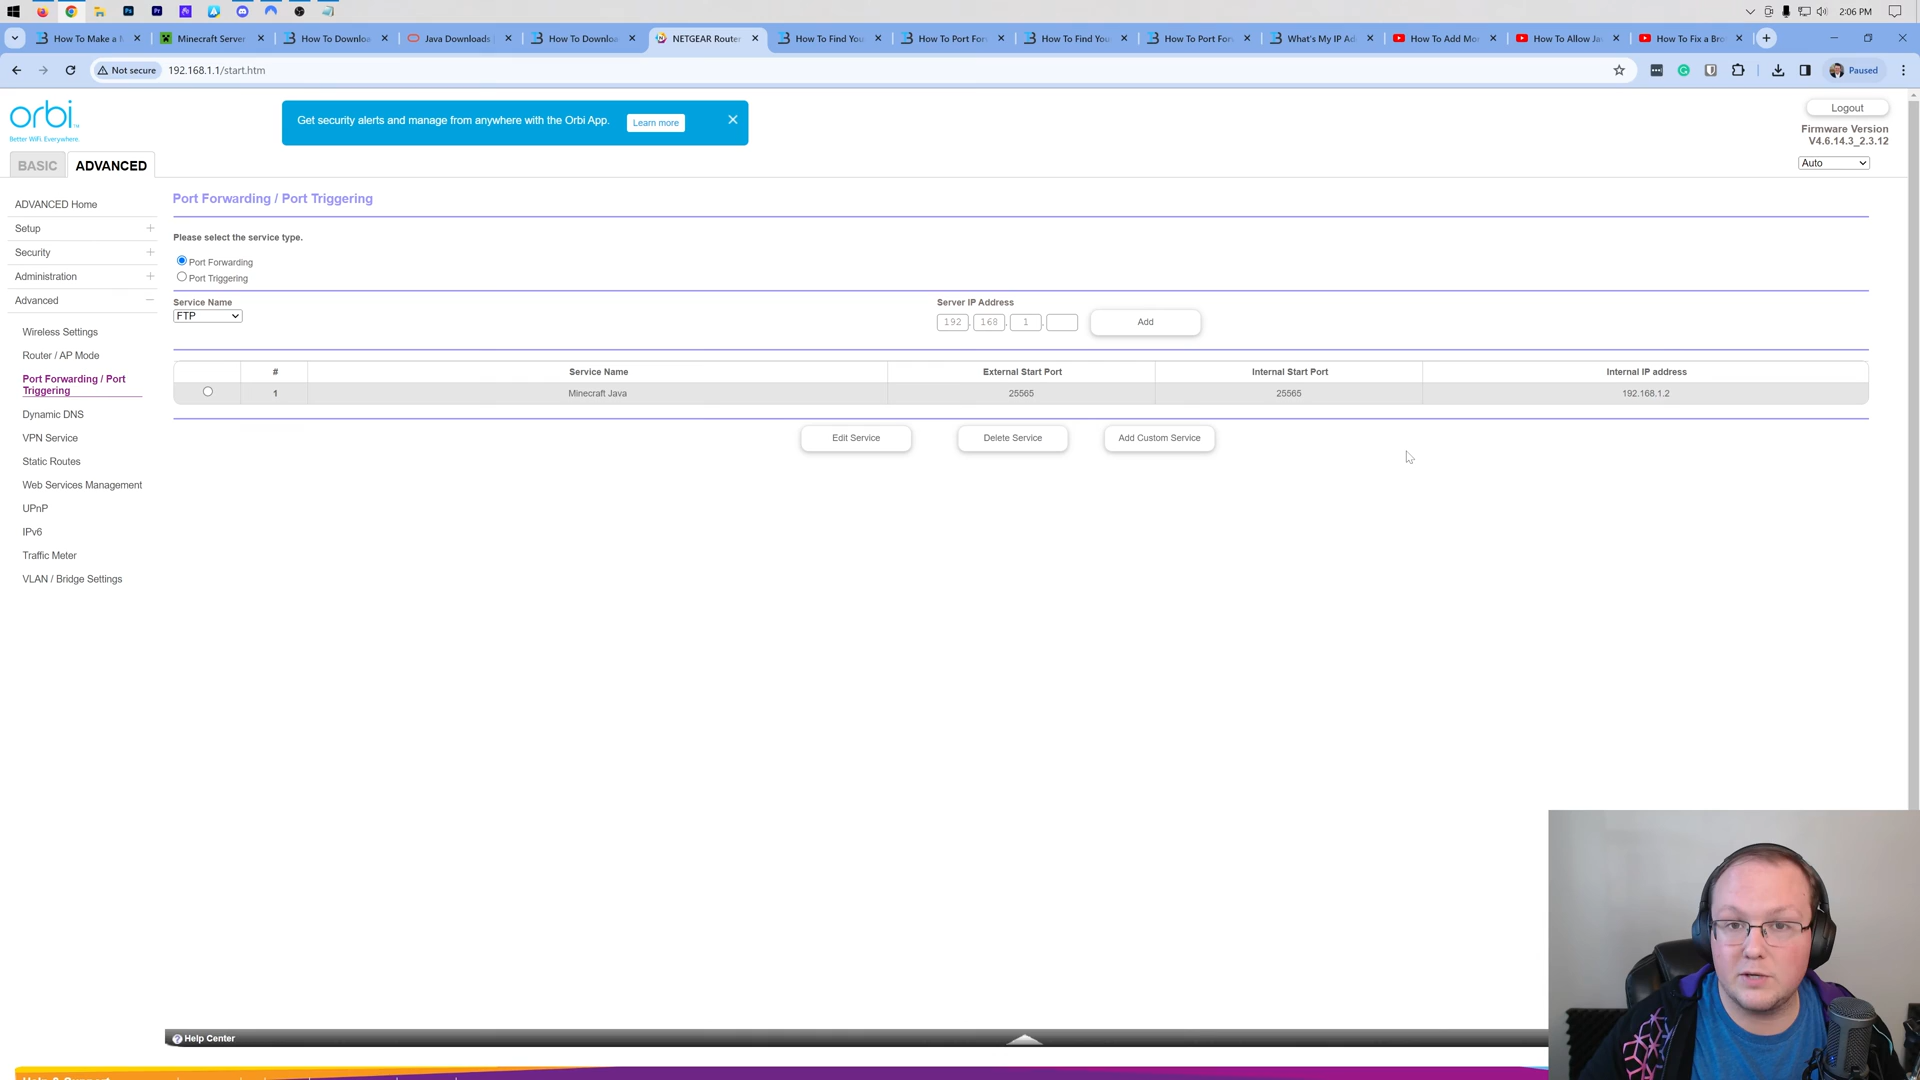 2:06 PM
How To Make a M
Minecraft Server
How To Downloa
Java Downloads
How To Downloa
NETGEAR Router
How To Find You
How To Port For
How To Find You
How To Port For
What's My IP Ad
How To Add Mo
How To Allow Ja
How To Fix a Bro
Not secure
192.168.1.1/start.htm
Paused
orbi
Better WiFi. Everywhere.
Get security alerts and manage from anywhere with the Orbi App.
Learn more
Logout
Firmware Version
V4.6.14.3_2.3.12
Auto
BASIC
ADVANCED
ADVANCED Home
Setup
Security
Administration
Advanced
Wireless Settings
Router / AP Mode
Port Forwarding / Port
Triggering
Dynamic DNS
VPN Service
Static Routes
Web Services Management
UPnP
IPv6
Traffic Meter
VLAN / Bridge Settings
Port Forwarding / Port Triggering
Please select the service type.
Port Forwarding
Port Triggering
Service Name
FTP
Server IP Address
192 . 168 . 1 .
Add
# Service Name External Start Port Internal Start Port Internal IP address
1 Minecraft Java 25565 25565 192.168.1.2
Edit Service
Delete Service
Add Custom Service
Help Center